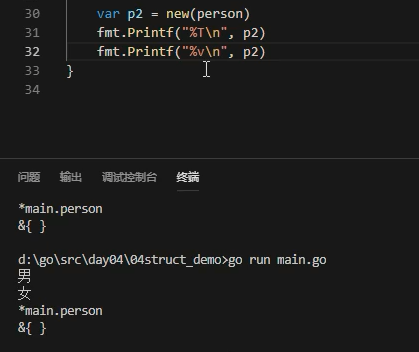 30 var p2 = new(person)
31 fmt.Printf("%T\n", p2)
32 fmt.Printf("%v\n", p2)
33 }
34
问题 输出 调试控制台 终端
*main.person
&{ }
d:\go\src\day04\04struct_demo>go run main.go
男
女
*main.person
&{ }